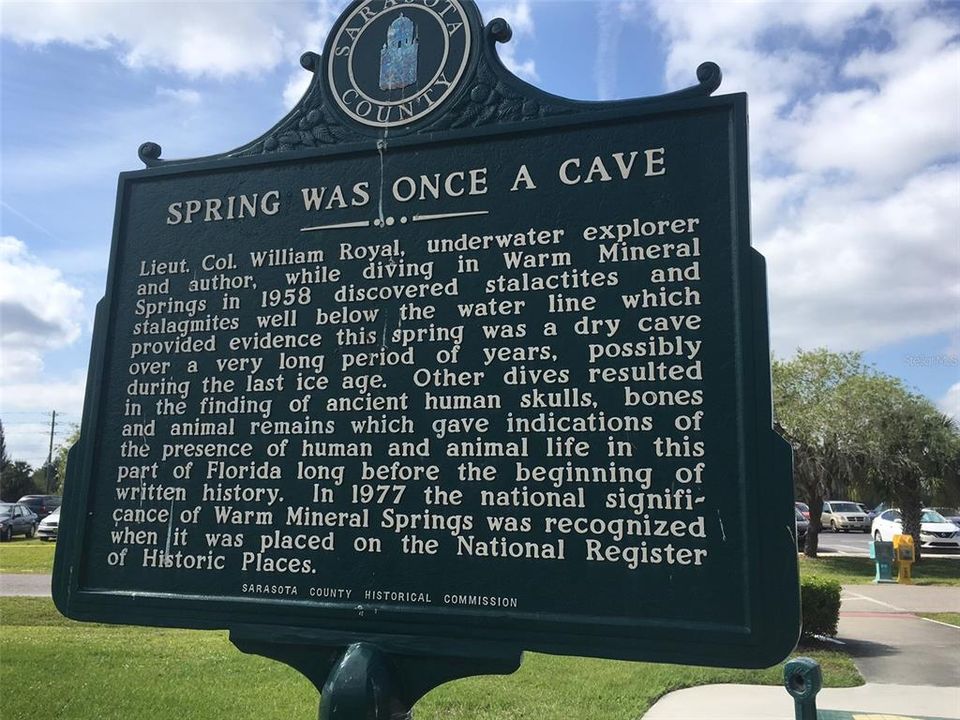 SARASOTA
COUNTY
SPRING WAS ONCE A CAVE
Lieut. Col. William Royal, underwater explorer
and author, while diving in Warm Mineral
Springs in 1958 discovered stalactites and
stalagmites well below the water line which
provided evidence this spring was a dry cave
over a very long period of years, possibly
during the last ice age. Other dives resulted
in the finding of ancient human skulls, bones
and animal remains which gave indications of
the presence of human and animal life in this
part of Florida long before the beginning of
written history. In 1977 the national signifi-
cance of Warm Mineral Springs was recognized
when it was placed on the National Register
of Historic Places.
SARASOTA COUNTY HISTORICAL COMMISSION
Stellar MLS